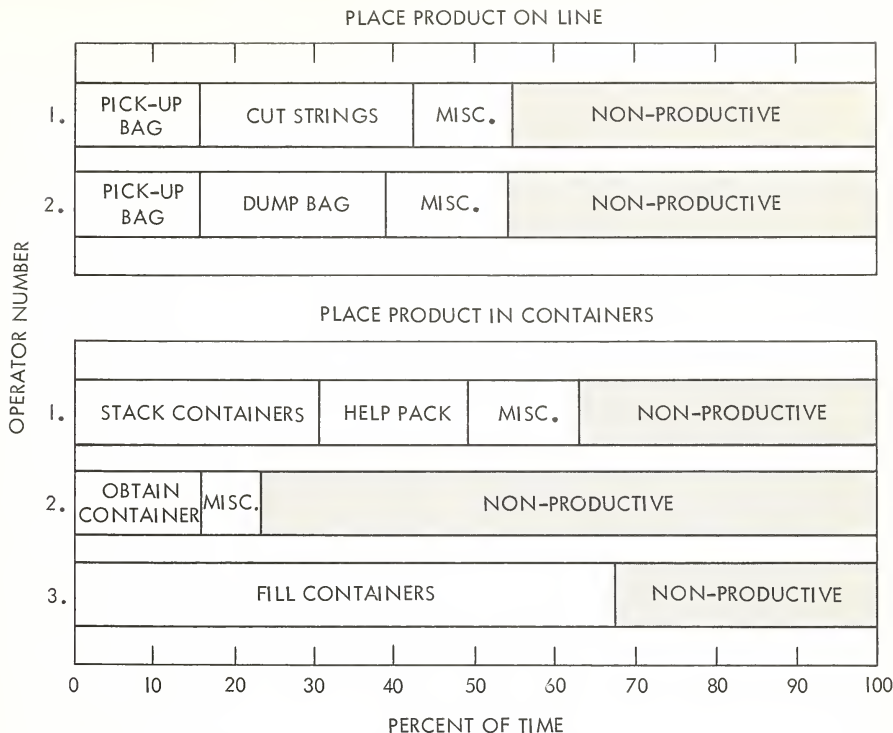 PLACE PRODUCT ON LINE
1. PICK-UP BAG CUT STRINGS MISC. NON-PRODUCTIVE
2. PICK-UP BAG DUMP BAG MISC. NON-PRODUCTIVE
OPERATOR NUMBER
PLACE PRODUCT IN CONTAINERS
1. STACK CONTAINERS HELP PACK MISC. NON-PRODUCTIVE
2. OBTAIN CONTAINER MISC. NON-PRODUCTIVE
3. FILL CONTAINERS NON-PRODUCTIVE
0 10 20 30 40 50 60 70 80 90 100
PERCENT OF TIME